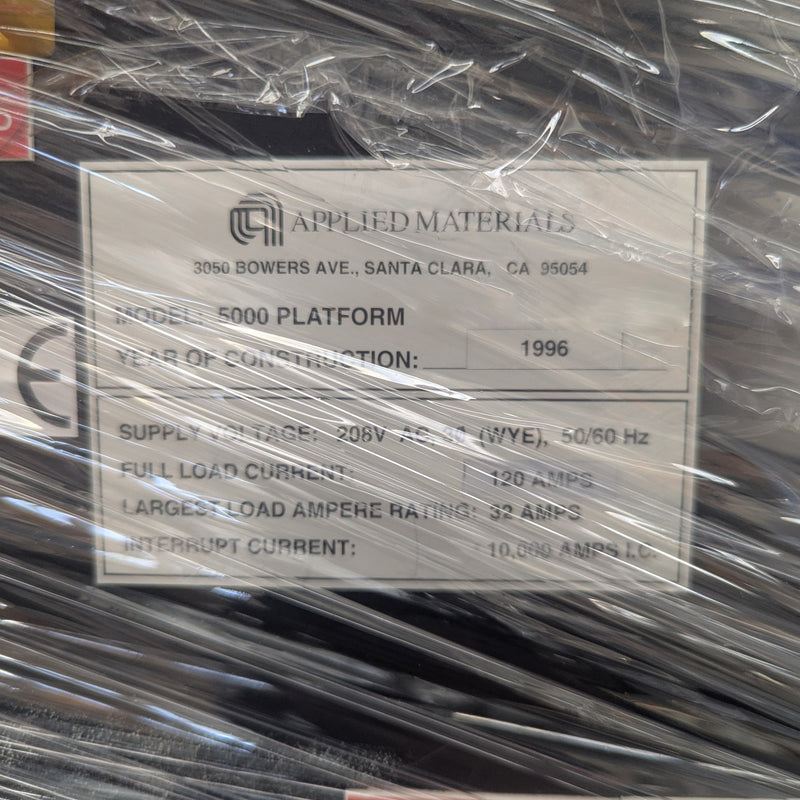 APPLIED MATERIALS
3050 BOWERS AVE., SANTA CLARA, CA 95054
MODEL: 5000 PLATFORM
YEAR OF CONSTRUCTION: 1996
CE
SUPPLY VOLTAGE: 208V AC, (WYE), 50/60 Hz
FULL LOAD CURRENT: 120 AMPS
LARGEST LOAD AMPERE RATING: 32 AMPS
INTERRUPT CURRENT: 10,000 AMPS I.C.